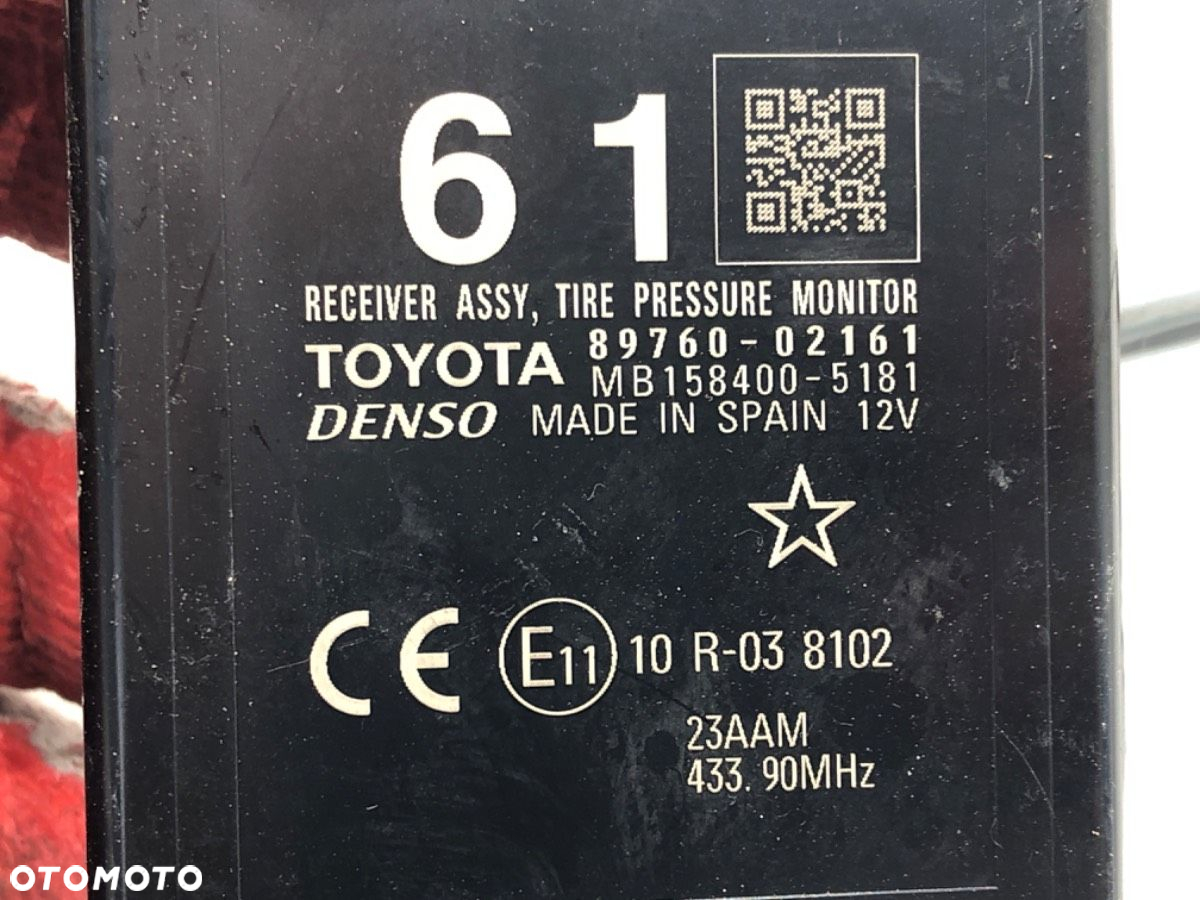 61
RECEIVER ASSY, TIRE PRESSURE MONITOR
TOYOTA 89760-02161
MB158400-5181
DENSO MADE IN SPAIN 12V
CE E11 10 R-03 8102
23AAM
433.90MHz
OTOMOTO